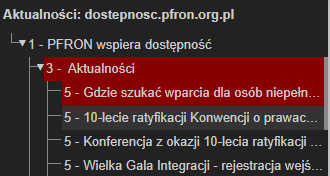 Aktualności: dostepnosc.pfron.org.pl
1 - PFRON wspiera dostępność
3 - Aktualności
5 - Gdzie szukać wparcia dla osób niepełn...
5 - 10-lecie ratyfikacji Konwencji o prawac...
5 - Konferencja z okazji 10-lecia ratyfikacji ...
5 - Wielka Gala Integracji - rejestracja wejś...